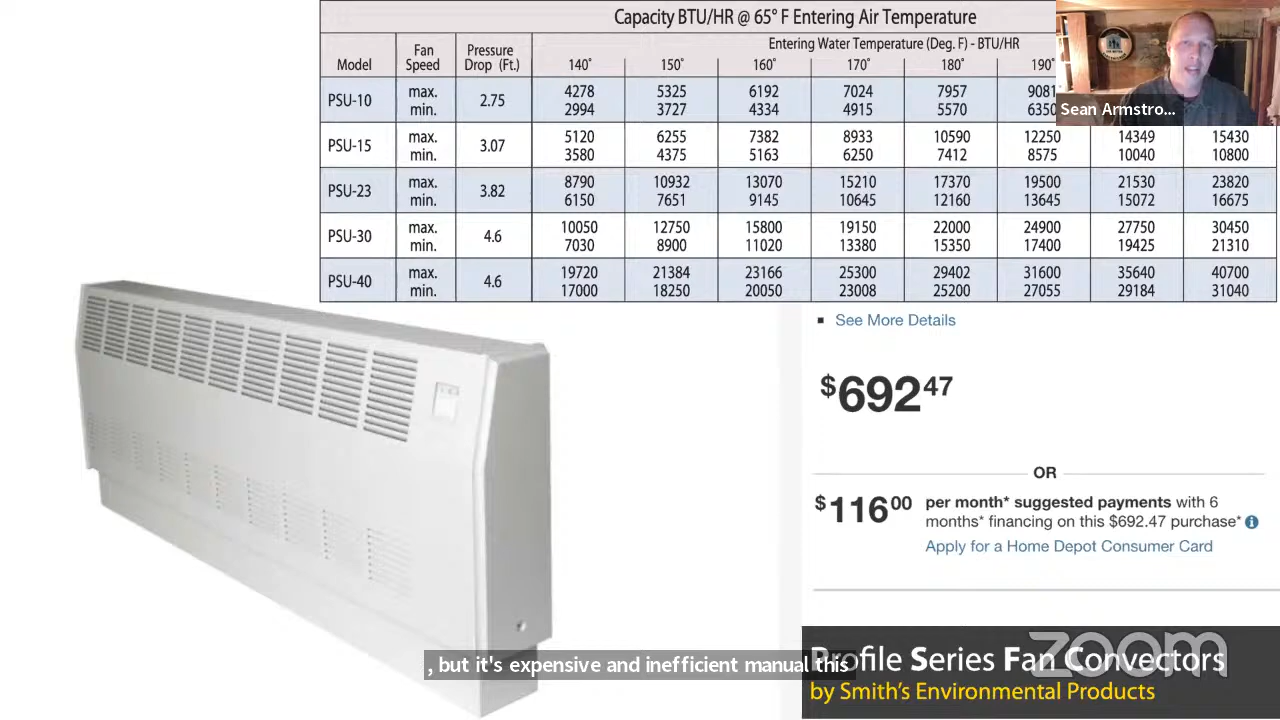 Capacity BTU/HR @ 65° F Entering Air Temperature
Entering Water Temperature (Deg. F) - BTU/HR
Model Fan Speed Pressure Drop (Ft.) 140° 150° 160° 170° 180° 190°
PSU-10 max. 2.75 4278 5325 6192 7024 7957 9081
min. 2994 3727 4334 4915 5570 6350
PSU-15 max. 3.07 5120 6255 7382 8933 10590 12250 14349 15430
min. 3580 4375 5163 6250 7412 8575 10040 10800
PSU-23 max. 3.82 8790 10932 13070 15210 17370 19500 21530 23820
min. 6150 7651 9145 10645 12160 13645 15072 16675
PSU-30 max. 4.6 10050 12750 15800 19150 22000 24900 27750 30450
min. 7030 8900 11020 13380 15350 17400 19425 21310
PSU-40 max. 4.6 19720 21384 23166 25300 29402 31600 35640 40700
min. 17000 18250 20050 23008 25200 27055 29184 31040
Sean Armstro...
▪ See More Details
$692 47
OR
$116 00 per month* suggested payments with 6
months* financing on this $692.47 purchase*
Apply for a Home Depot Consumer Card
zoom
Profile Series Fan Convectors
by Smith's Environmental Products
, but it's expensive and inefficient manual this